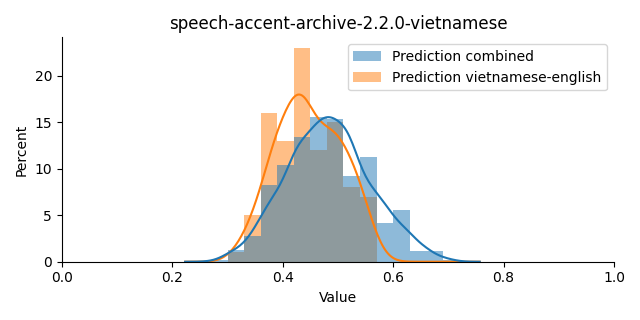 speech-accent-archive-2.2.0-vietnamese
Prediction combined
Prediction vietnamese-english
Percent
20
15
10
5
0
0.0 0.2 0.4 0.6 0.8 1.0
Value